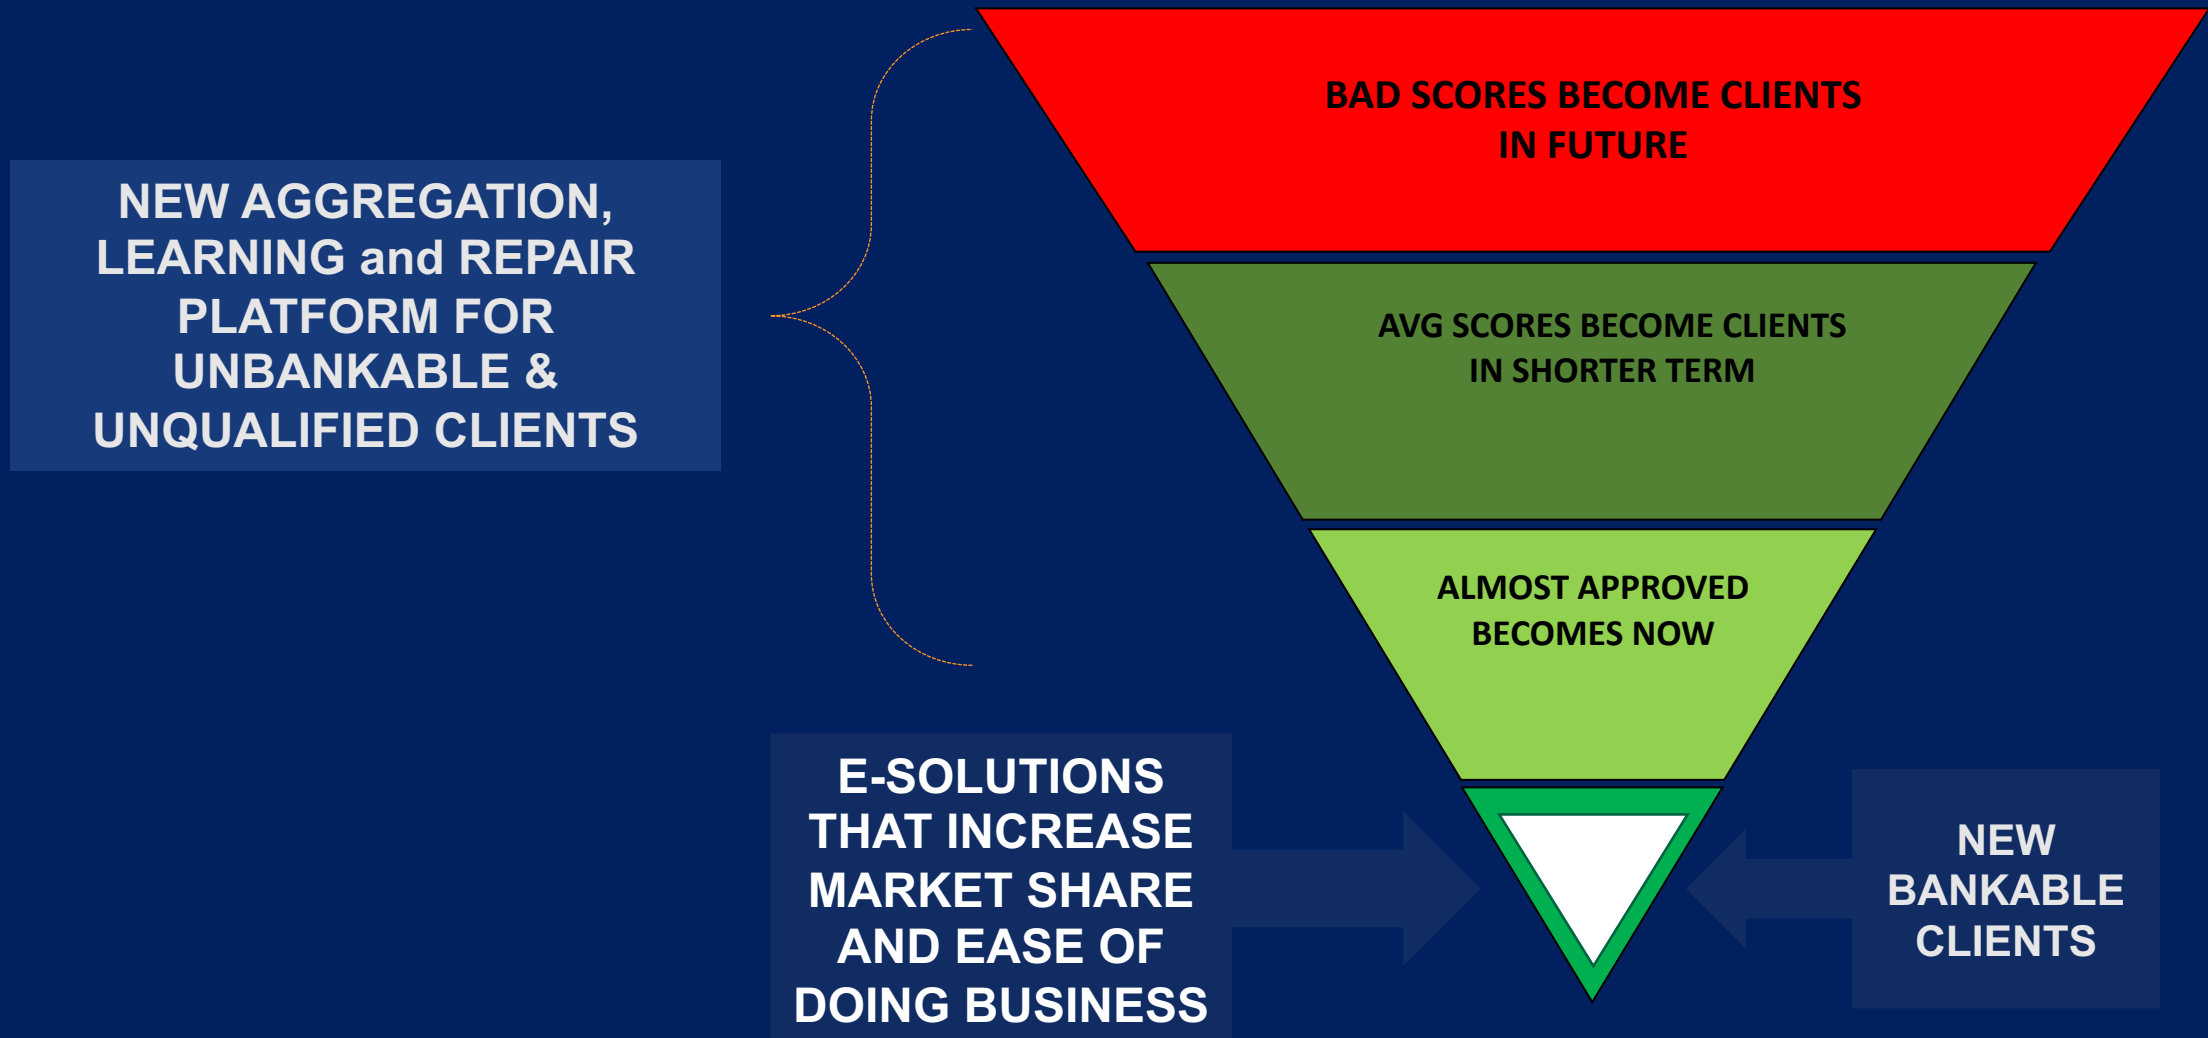 BAD SCORES BECOME CLIENTS
IN FUTURE
NEW AGGREGATION,
LEARNING and REPAIR
PLATFORM FOR
UNBANKABLE &
UNQUALIFIED CLIENTS
AVG SCORES BECOME CLIENTS
IN SHORTER TERM
ALMOST APPROVED
BECOMES NOW
E-SOLUTIONS
THAT INCREASE
MARKET SHARE
AND EASE OF
DOING BUSINESS
NEW
BANKABLE
CLIENTS